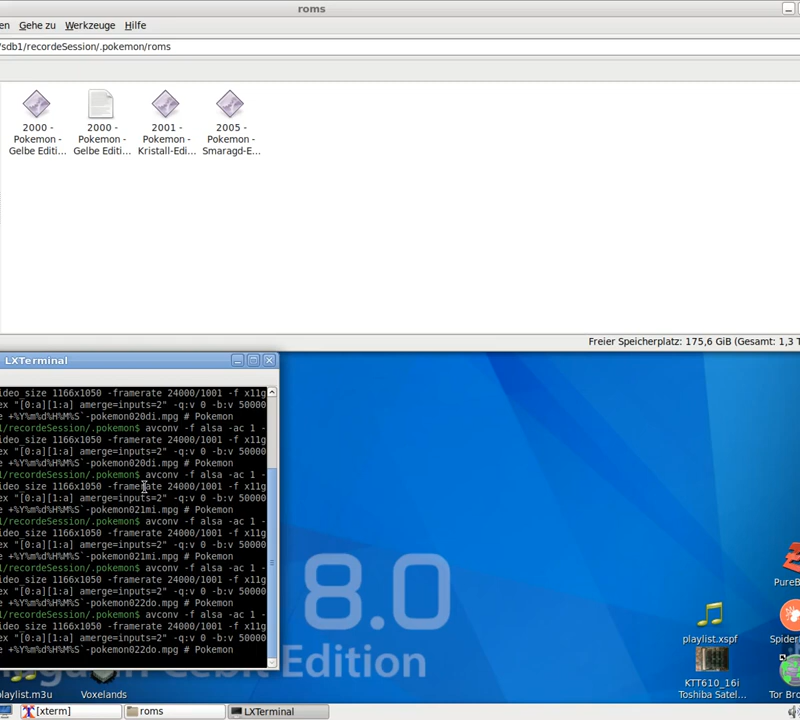 roms
en Gehe zu Werkzeuge Hilfe
/sdb1/recordeSession/.pokemon/roms
2000 -
Pokemon -
Gelbe Editi...
2000 -
Pokemon -
Gelbe Editi...
2001 -
Pokemon -
Kristall-Edi...
2005 -
Pokemon -
Smaragd-E...
Freier Speicherplatz: 175,6 GiB (Gesamt: 1,3 T
LXTerminal
ideo_size 1166x1050 -framerate 24000/1001 -f x11g
ex "[0:a][1:a] amerge=inputs=2" -q:v 0 -b:v 50000
e +%Y%m%d%H%M%S`-pokemon020di.mpg # Pokemon
1/recordeSession/.pokemon$ avconv -f alsa -ac 1 -
ideo_size 1166x1050 -framerate 24000/1001 -f x11g
ex "[0:a][1:a] amerge=inputs=2" -q:v 0 -b:v 50000
e +%Y%m%d%H%M%S`-pokemon020di.mpg # Pokemon
1/recordeSession/.pokemon$ avconv -f alsa -ac 1 -
ideo_size 1166x1050 -framerate 24000/1001 -f x11g
ex "[0:a][1:a] amerge=inputs=2" -q:v 0 -b:v 50000
e +%Y%m%d%H%M%S`-pokemon021mi.mpg # Pokemon
1/recordeSession/.pokemon$ avconv -f alsa -ac 1 -
ideo_size 1166x1050 -framerate 24000/1001 -f x11g
ex "[0:a][1:a] amerge=inputs=2" -q:v 0 -b:v 50000
e +%Y%m%d%H%M%S`-pokemon021mi.mpg # Pokemon
1/recordeSession/.pokemon$ avconv -f alsa -ac 1 -
ideo_size 1166x1050 -framerate 24000/1001 -f x11g
ex "[0:a][1:a] amerge=inputs=2" -q:v 0 -b:v 50000
e +%Y%m%d%H%M%S`-pokemon022do.mpg # Pokemon
1/recordeSession/.pokemon$ avconv -f alsa -ac 1 -
ideo_size 1166x1050 -framerate 24000/1001 -f x11g
ex "[0:a][1:a] amerge=inputs=2" -q:v 0 -b:v 50000
e +%Y%m%d%H%M%S`-pokemon022do.mpg # Pokemon
8.0
Cebit Edition
PureB
playlist.xspf
Spider
KTT610_16i
Toshiba Satel...
Tor Bro
playlist.m3u
Voxelands
[xterm]
roms
LXTerminal